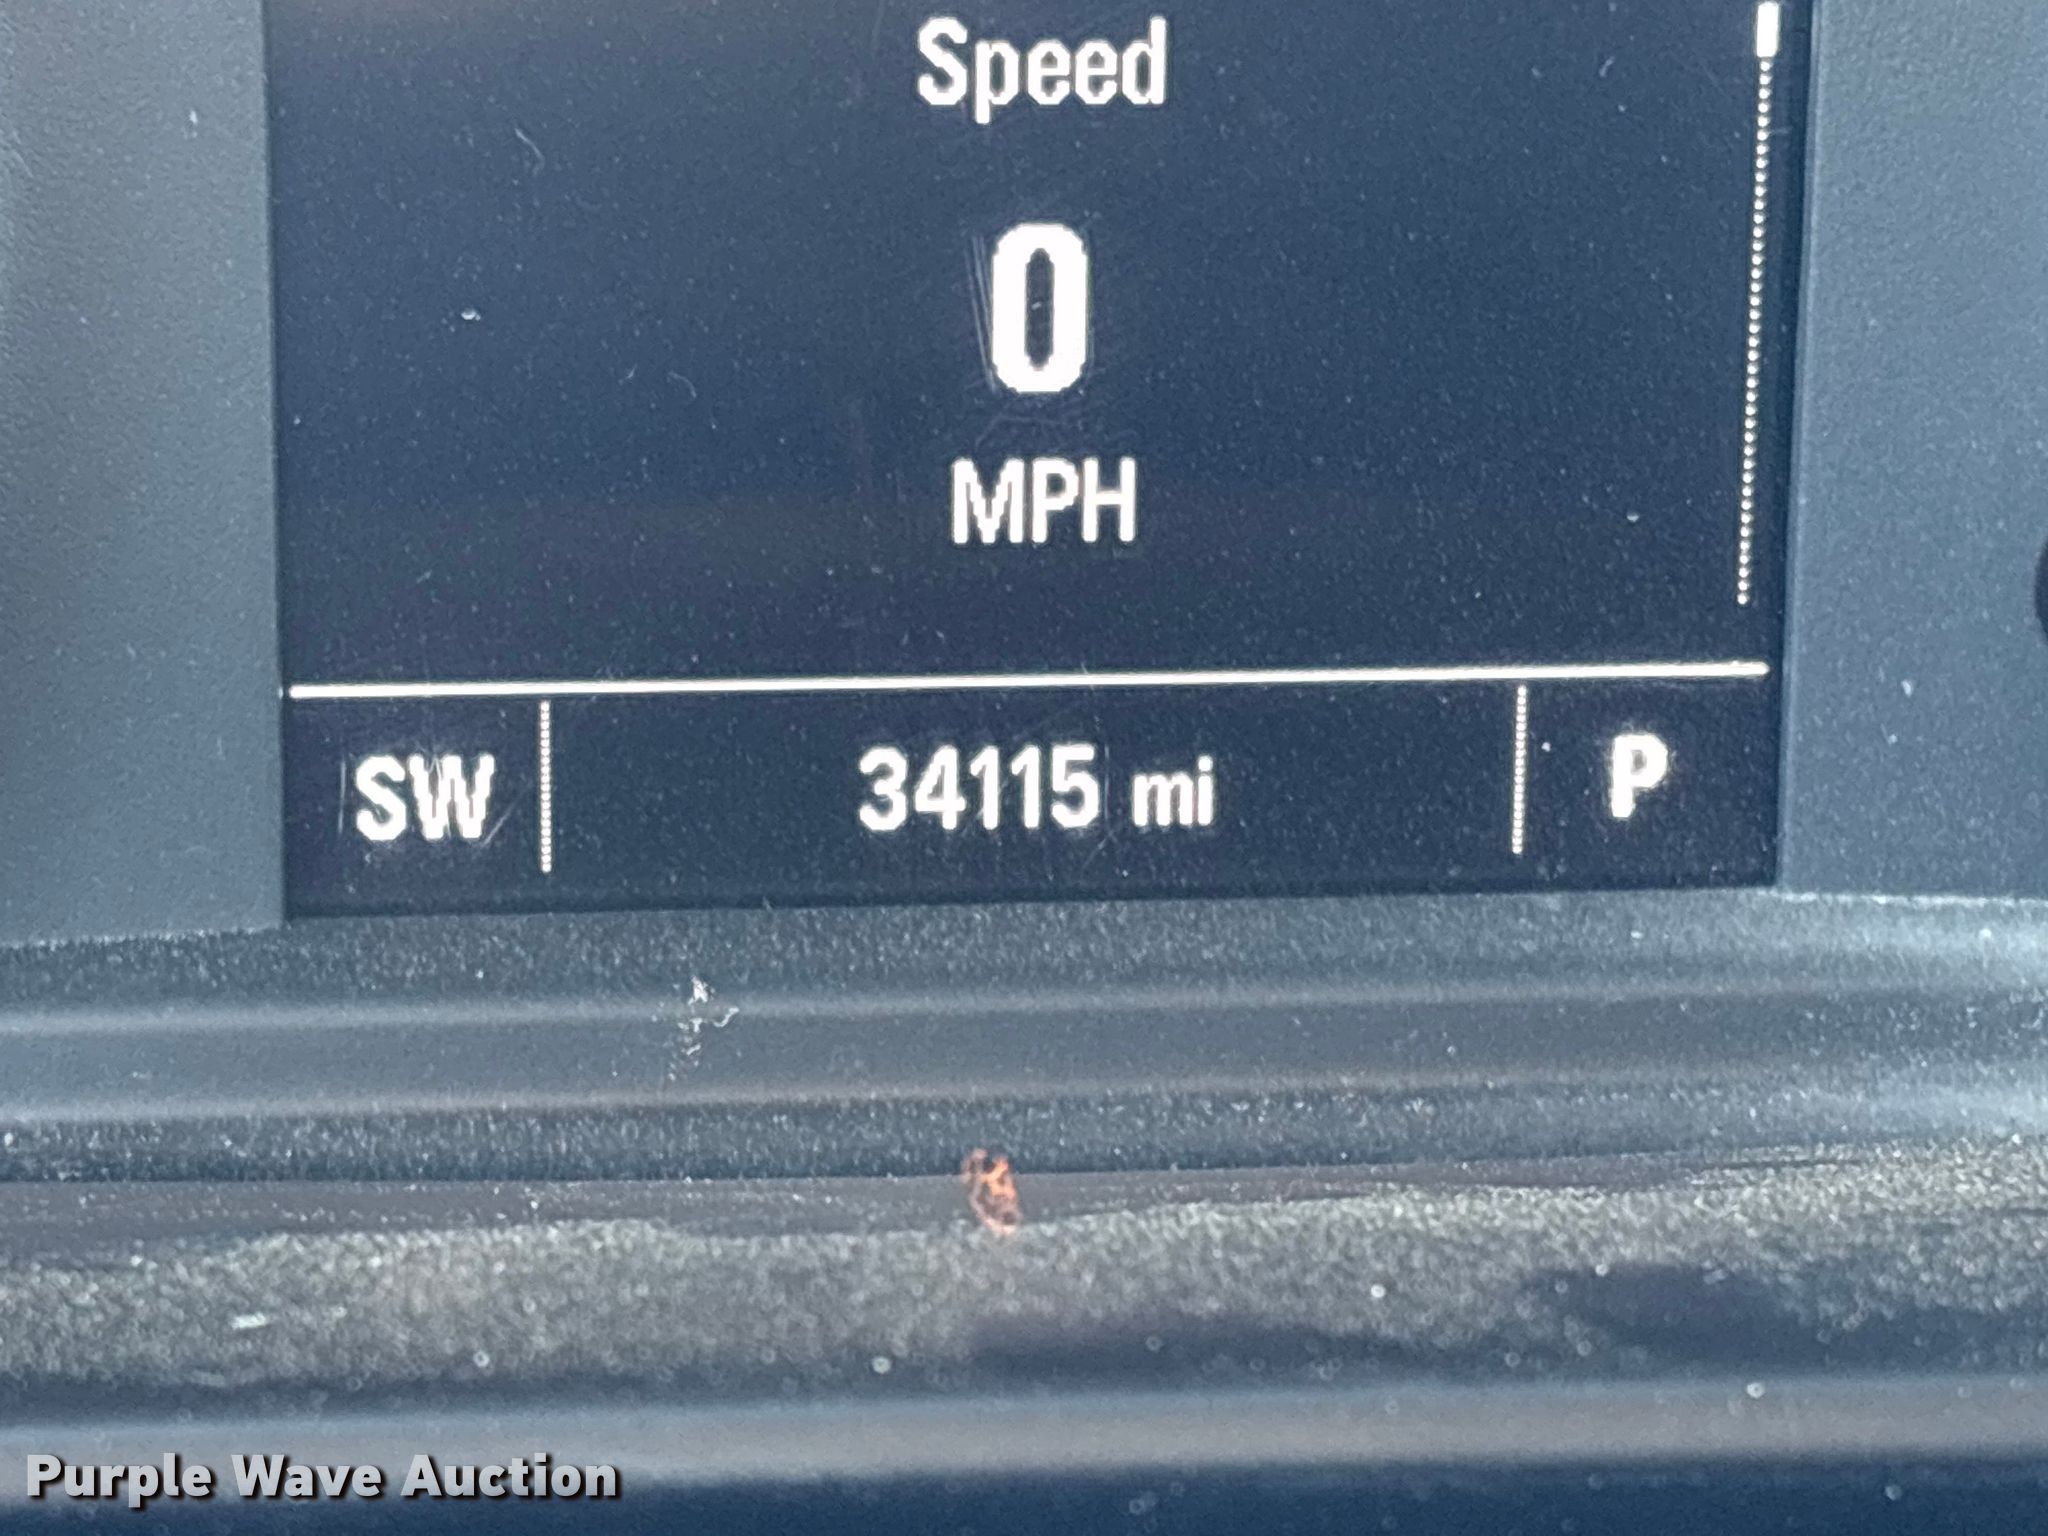 Speed
0
MPH
SW 34115 mi P
Purple Wave Auction